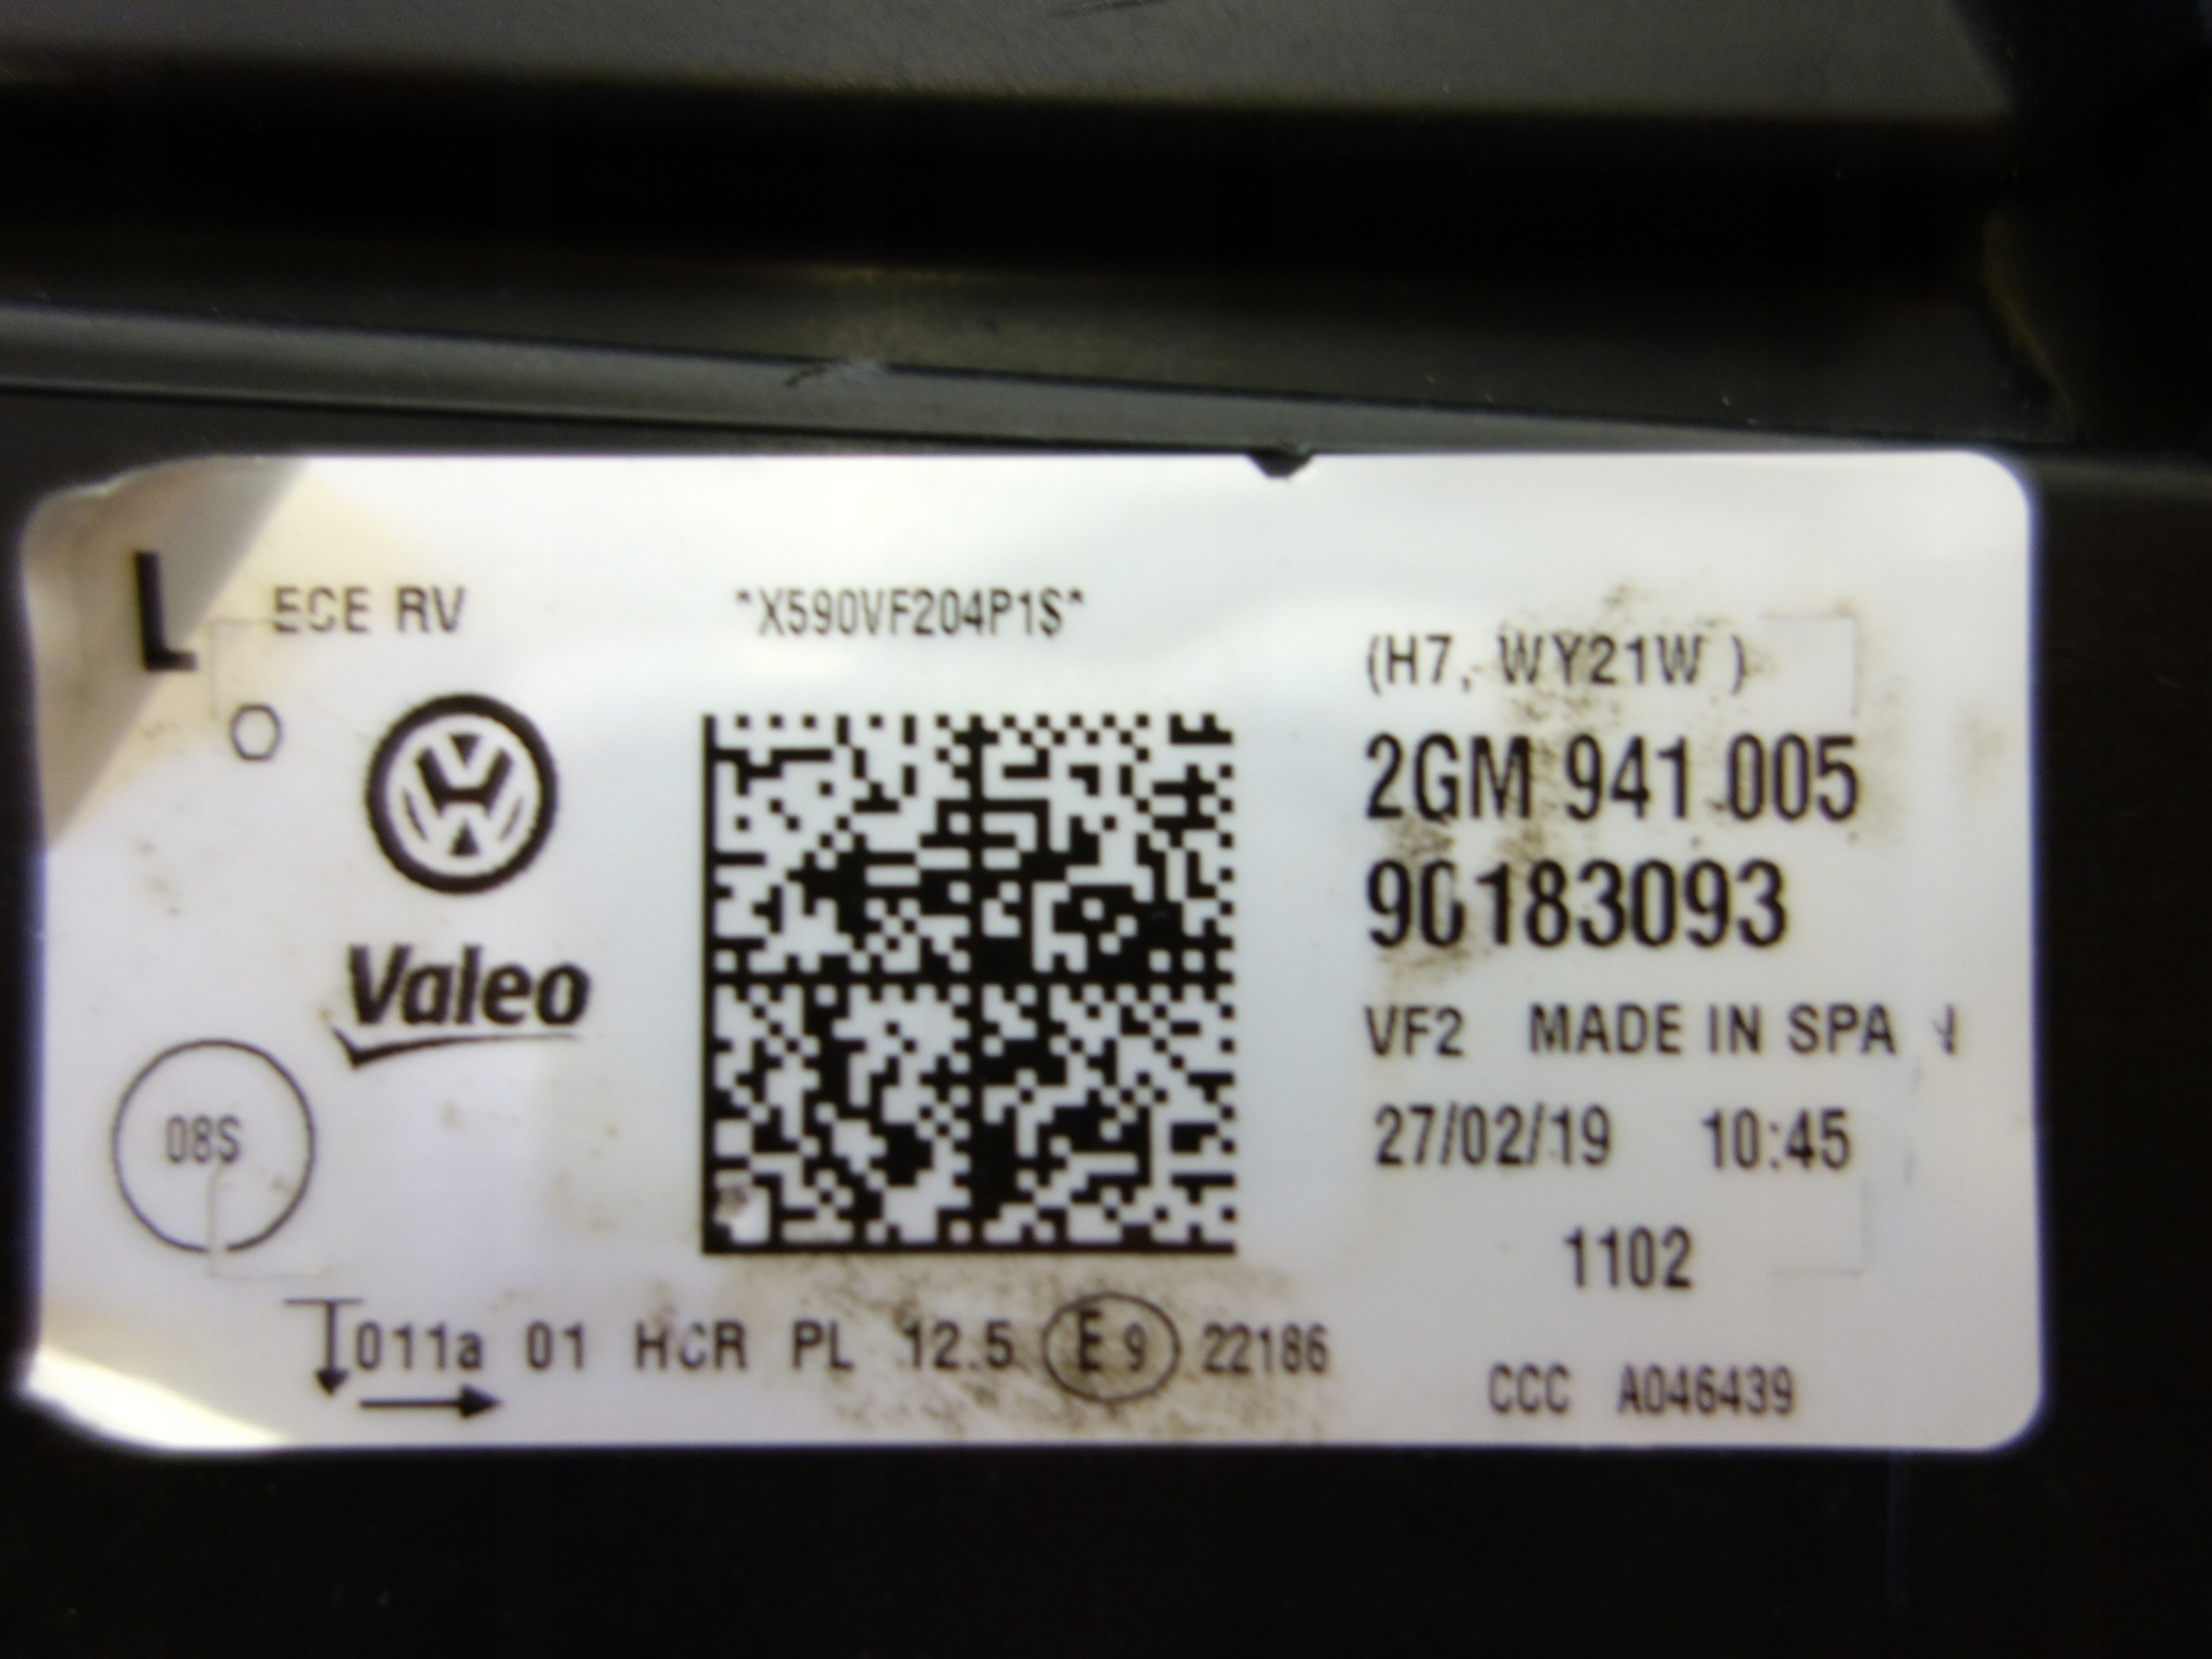 L ECE RV
*X590VF204P1S*
(H7, WY21W )
2GM 941 005
90183093
Valeo
VF2 MADE IN SPAIN
27/02/19 10:45
08S
1102
011a 01 HCR PL 12.5 E9 22186
CCC A046439